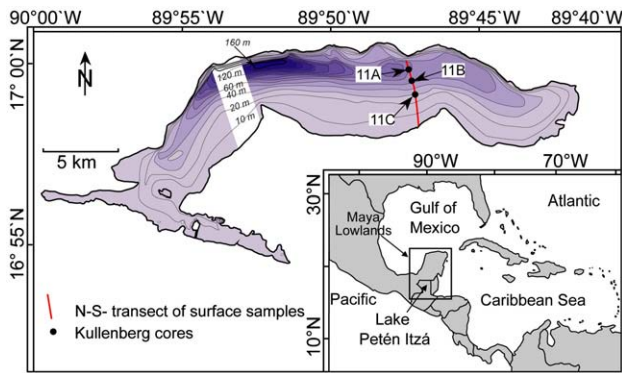 90°00'W 89°55'W 89°50'W 89°45'W 89°40'W
17°00'N
16°55'N
N
160 m
120 m
60 m
40 m
20 m
10 m
11A
11B
11C
5 km
N-S- transect of surface samples
Kullenberg cores
90°W 70°W
30°N
10°N
Gulf of
Mexico
Atlantic
Maya
Lowlands
Pacific
Caribbean Sea
Lake
Petén Itzá